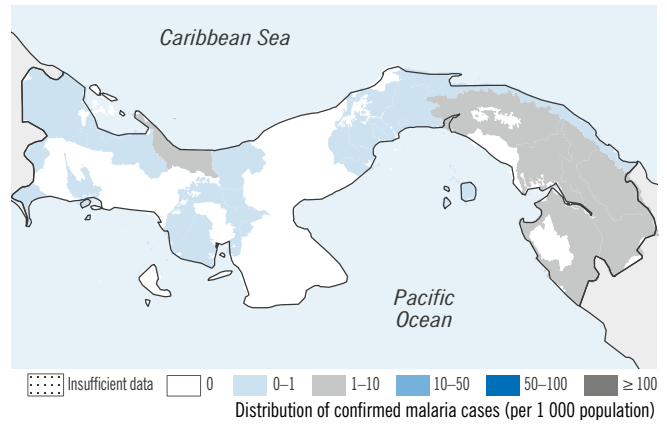 Caribbean Sea
Pacific
Ocean
Insufficient data 0 0–1 1–10 10–50 50–100 ≥ 100
Distribution of confirmed malaria cases (per 1 000 population)